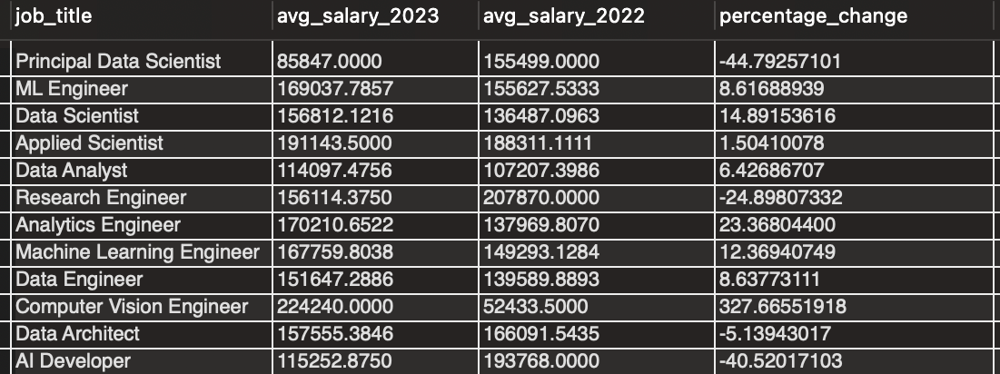 job_title avg_salary_2023 avg_salary_2022 percentage_change
Principal Data Scientist 85847.0000 155499.0000 -44.79257101
ML Engineer 169037.7857 155627.5333 8.61688939
Data Scientist 156812.1216 136487.0963 14.89153616
Applied Scientist 191143.5000 188311.1111 1.50410078
Data Analyst 114097.4756 107207.3986 6.42686707
Research Engineer 156114.3750 207870.0000 -24.89807332
Analytics Engineer 170210.6522 137969.8070 23.36804400
Machine Learning Engineer 167759.8038 149293.1284 12.36940749
Data Engineer 151647.2886 139589.8893 8.63773111
Computer Vision Engineer 224240.0000 52433.5000 327.66551918
Data Architect 157555.3846 166091.5435 -5.13943017
AI Developer 115252.8750 193768.0000 -40.52017103